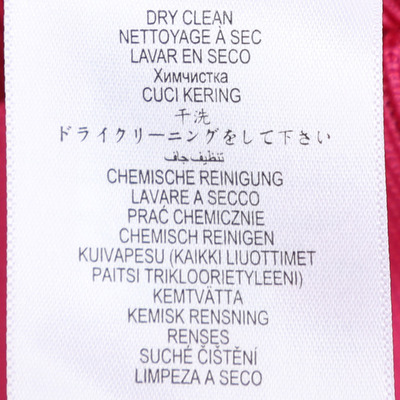 DRY CLEAN
NETTOYAGE À SEC
LAVAR EN SECO
Химчистка
CUCI KERING
干洗
ドライクリーニングをして下さい
تنظيف جاف
CHEMISCHE REINIGUNG
LAVARE A SECCO
PRAĆ CHEMICZNIE
CHEMISCH REINIGEN
KUIVAPESU (KAIKKI LIUOTTIMET
PAITSI TRIKLOORIETYLEENI)
KEMTVÄTTA
KEMISK RENSNING
RENSES
SUCHÉ ČIŠTĚNÍ
LIMPEZA A SECO